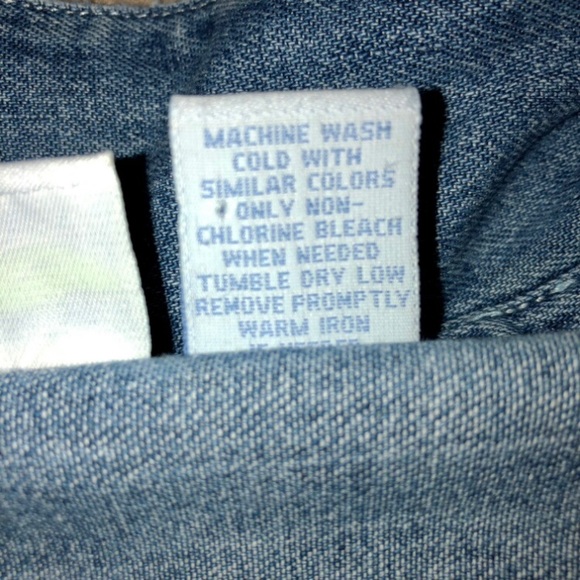 MACHINE WASH
COLD WITH
SIMILAR COLORS
ONLY NON-
CHLORINE BLEACH
WHEN NEEDED
TUMBLE DRY LOW
REMOVE PROMPTLY
WARM IRON